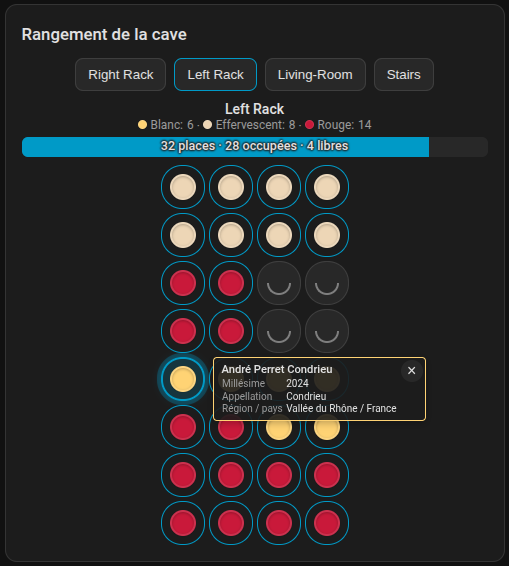 Rangement de la cave
Right Rack Left Rack Living-Room Stairs
Left Rack
Blanc: 6 · Effervescent: 8 · Rouge: 14
32 places · 28 occupées · 4 libres
André Perret Condrieu ×
Millésime 2024
Appellation Condrieu
Région / pays Vallée du Rhône / France